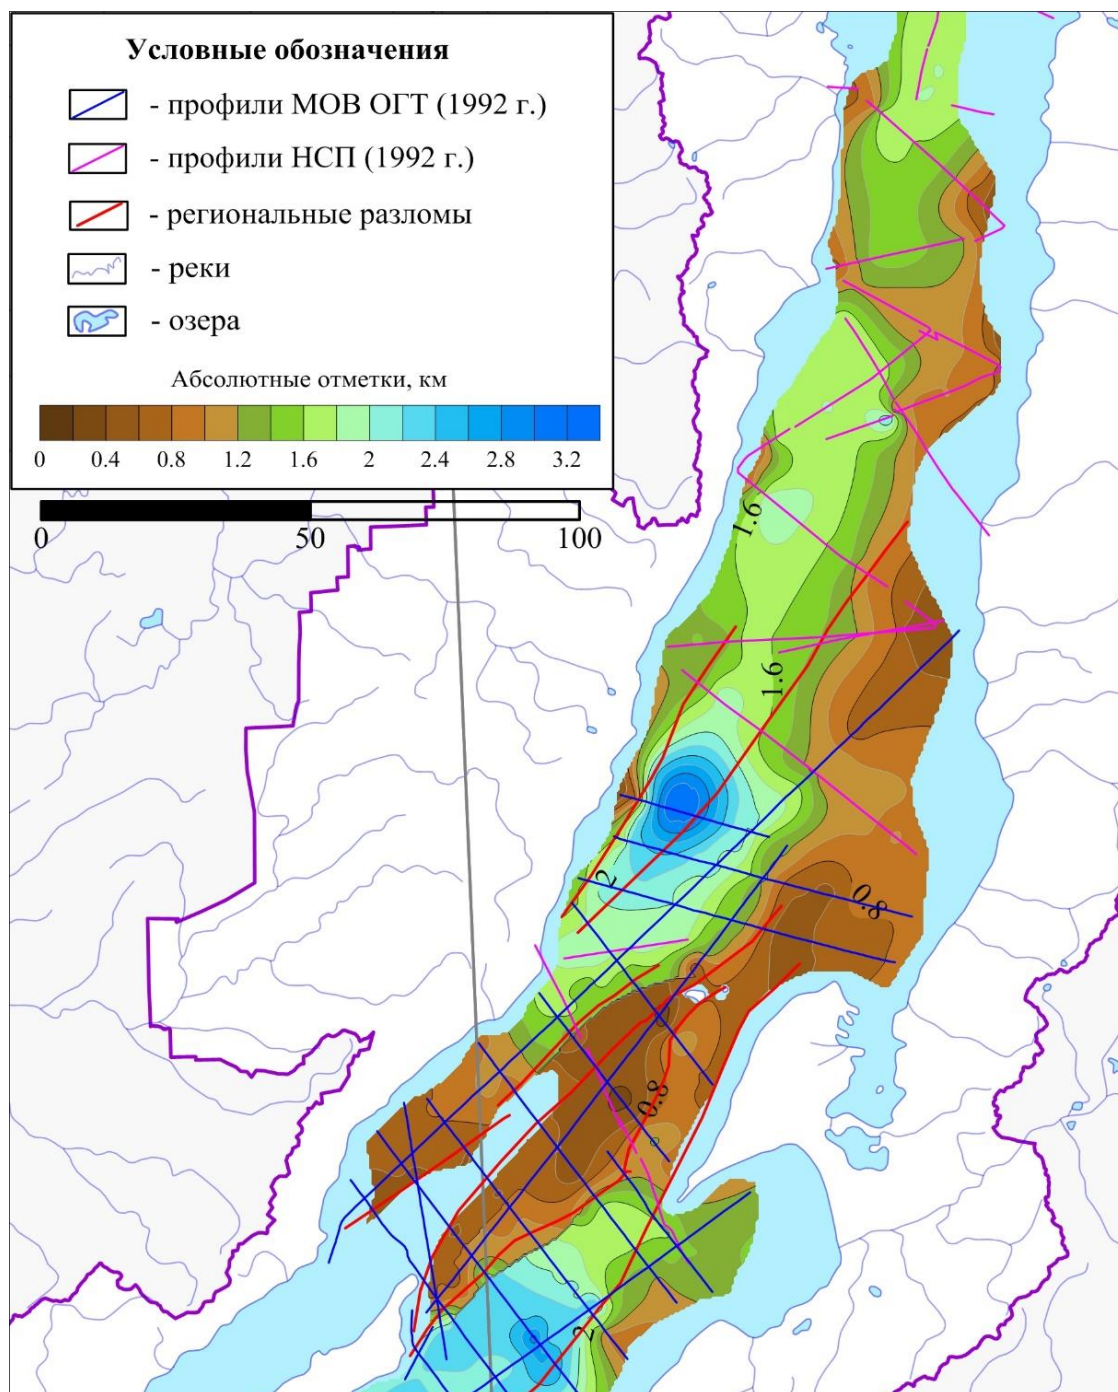 Условные обозначения
- профили МОВ ОГТ (1992 г.)
- профили НСП (1992 г.)
- региональные разломы
- реки
- озера
Абсолютные отметки, км
0 0.4 0.8 1.2 1.6 2 2.4 2.8 3.2
0 50 100
1.6
1.6
2
0.8
0.8
2